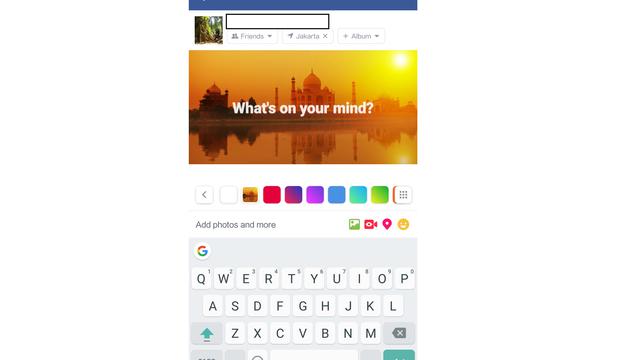 Friends
Jakarta
+ Album
What's on your mind?
Add photos and more
G
Q1 W2 E3 R4 T5 Y6 U7 I8 O9 P0
A S D F G H J K L
Z X C V B N M